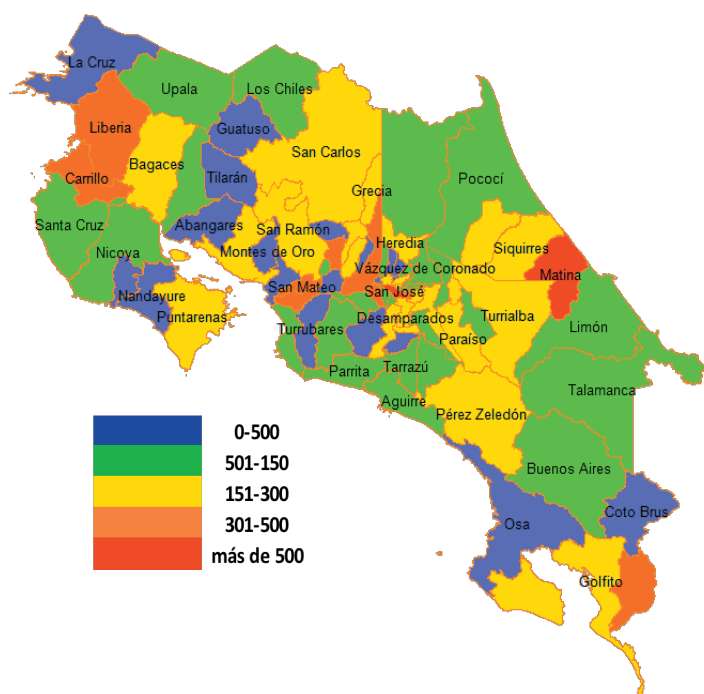 La Cruz
Upala
Los Chiles
Liberia
Guatuso
San Carlos
Bagaces
Carrillo
Tilarán
Grecia
Pococí
Santa Cruz
Abangares
San Ramón
Heredia
Siquirres
Nicoya
Montes de Oro
Vázquez de Coronado
Matina
San Mateo
San José
Nandayure
Puntarenas
Desamparados
Turrialba
Limón
Turrubares
Paraíso
Parrita
Tarrazú
Talamanca
Aguirre
Pérez Zeledón
Buenos Aires
Osa
Coto Brus
Golfito
0-500
501-150
151-300
301-500
más de 500